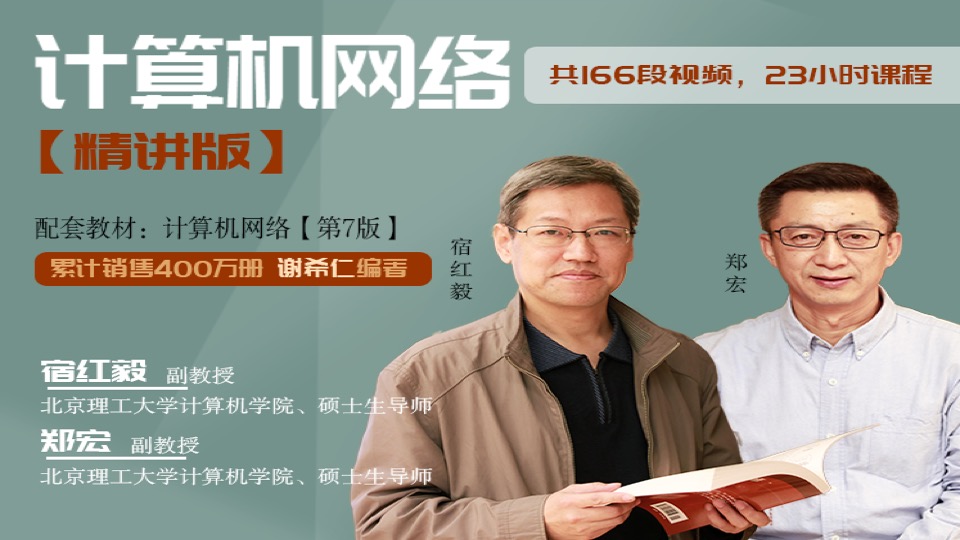 计算机网络
共166段视频，23小时课程
【精讲版】
配套教材：计算机网络【第7版】
累计销售400万册 谢希仁编著
宿红毅
郑宏
宿红毅 副教授
北京理工大学计算机学院、硕士生导师
郑宏 副教授
北京理工大学计算机学院、硕士生导师